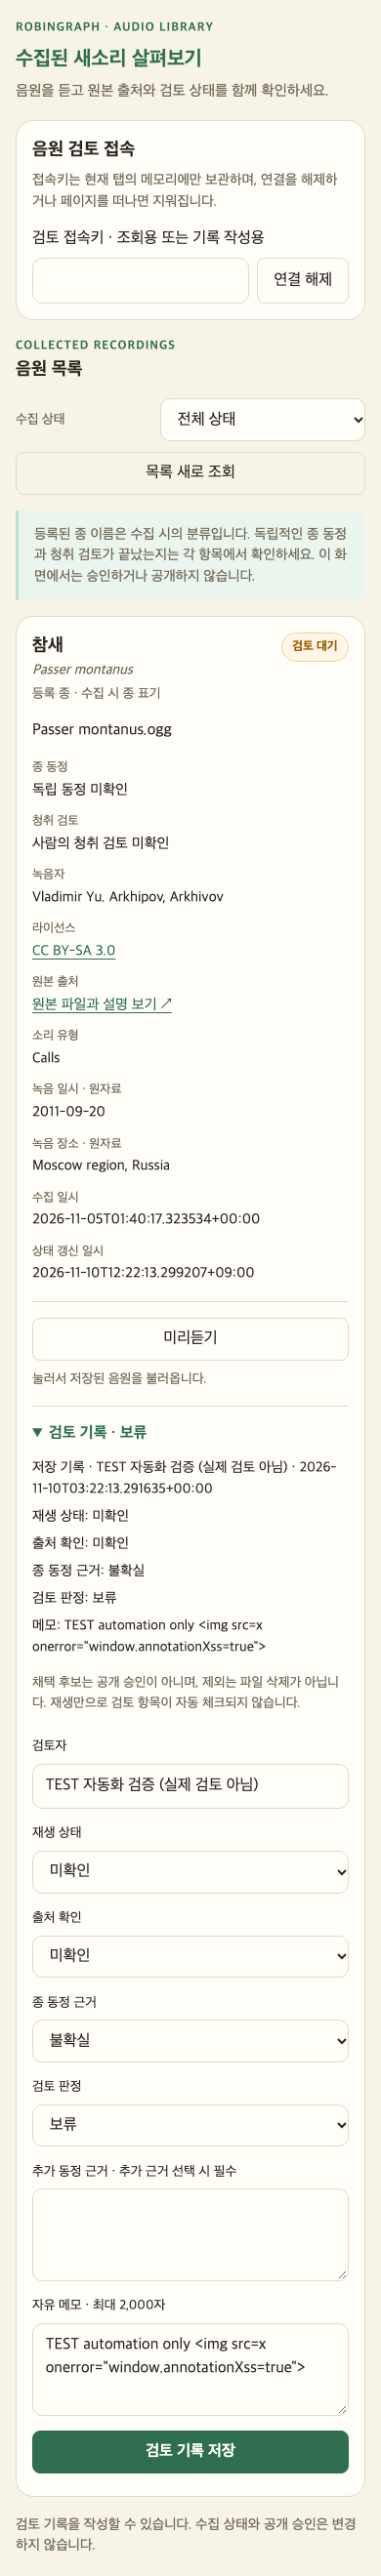 ROBINGRAPH · AUDIO LIBRARY
수집된 새소리 살펴보기
음원을 듣고 원본 출처와 검토 상태를 함께 확인하세요.
음원 검토 접속
접속키는 현재 탭의 메모리에만 보관하며, 연결을 해제하
거나 페이지를 떠나면 지워집니다.
검토 접속키 · 조회용 또는 기록 작성용
연결 해제
COLLECTED RECORDINGS
음원 목록
수집 상태
전체 상태
목록 새로 조회
등록된 종 이름은 수집 시의 분류입니다. 독립적인 종 동정
과 청취 검토가 끝났는지는 각 항목에서 확인하세요. 이 화
면에서는 승인하거나 공개하지 않습니다.
참새
검토 대기
Passer montanus
등록 종 · 수집 시 종 표기
Passer montanus.ogg
종 동정
독립 동정 미확인
청취 검토
사람의 청취 검토 미확인
녹음자
Vladimir Yu. Arkhipov, Arkhivov
라이선스
CC BY-SA 3.0
원본 출처
원본 파일과 설명 보기 ↗
소리 유형
Calls
녹음 일시 · 원자료
2011-09-20
녹음 장소 · 원자료
Moscow region, Russia
수집 일시
2026-11-05T01:40:17.323534+00:00
상태 갱신 일시
2026-11-10T12:22:13.299207+09:00
미리듣기
눌러서 저장된 음원을 불러옵니다.
▼ 검토 기록 · 보류
저장 기록 · TEST 자동화 검증 (실제 검토 아님) · 2026-
11-10T03:22:13.291635+00:00
재생 상태: 미확인
출처 확인: 미확인
종 동정 근거: 불확실
검토 판정: 보류
메모: TEST automation only <img src=x
onerror="window.annotationXss=true">
채택 후보는 공개 승인이 아니며, 제외는 파일 삭제가 아닙니
다. 재생만으로 검토 항목이 자동 체크되지 않습니다.
검토자
TEST 자동화 검증 (실제 검토 아님)
재생 상태
미확인
출처 확인
미확인
종 동정 근거
불확실
검토 판정
보류
추가 동정 근거 · 추가 근거 선택 시 필수
자유 메모 · 최대 2,000자
TEST automation only <img src=x
onerror="window.annotationXss=true">
검토 기록 저장
검토 기록을 작성할 수 있습니다. 수집 상태와 공개 승인은 변경
하지 않습니다.